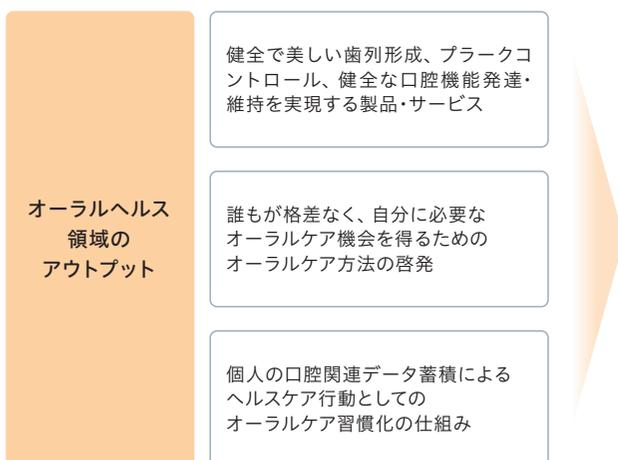 オーラルヘルス
領域の
アウトプット
健全で美しい歯列形成、プラークコ
ントロール、健全な口腔機能発達・
維持を実現する製品・サービス
誰もが格差なく、自分に必要な
オーラルケア機会を得るための
オーラルケア方法の啓発
個人の口腔関連データ蓄積による
ヘルスケア行動としての
オーラルケア習慣化の仕組み